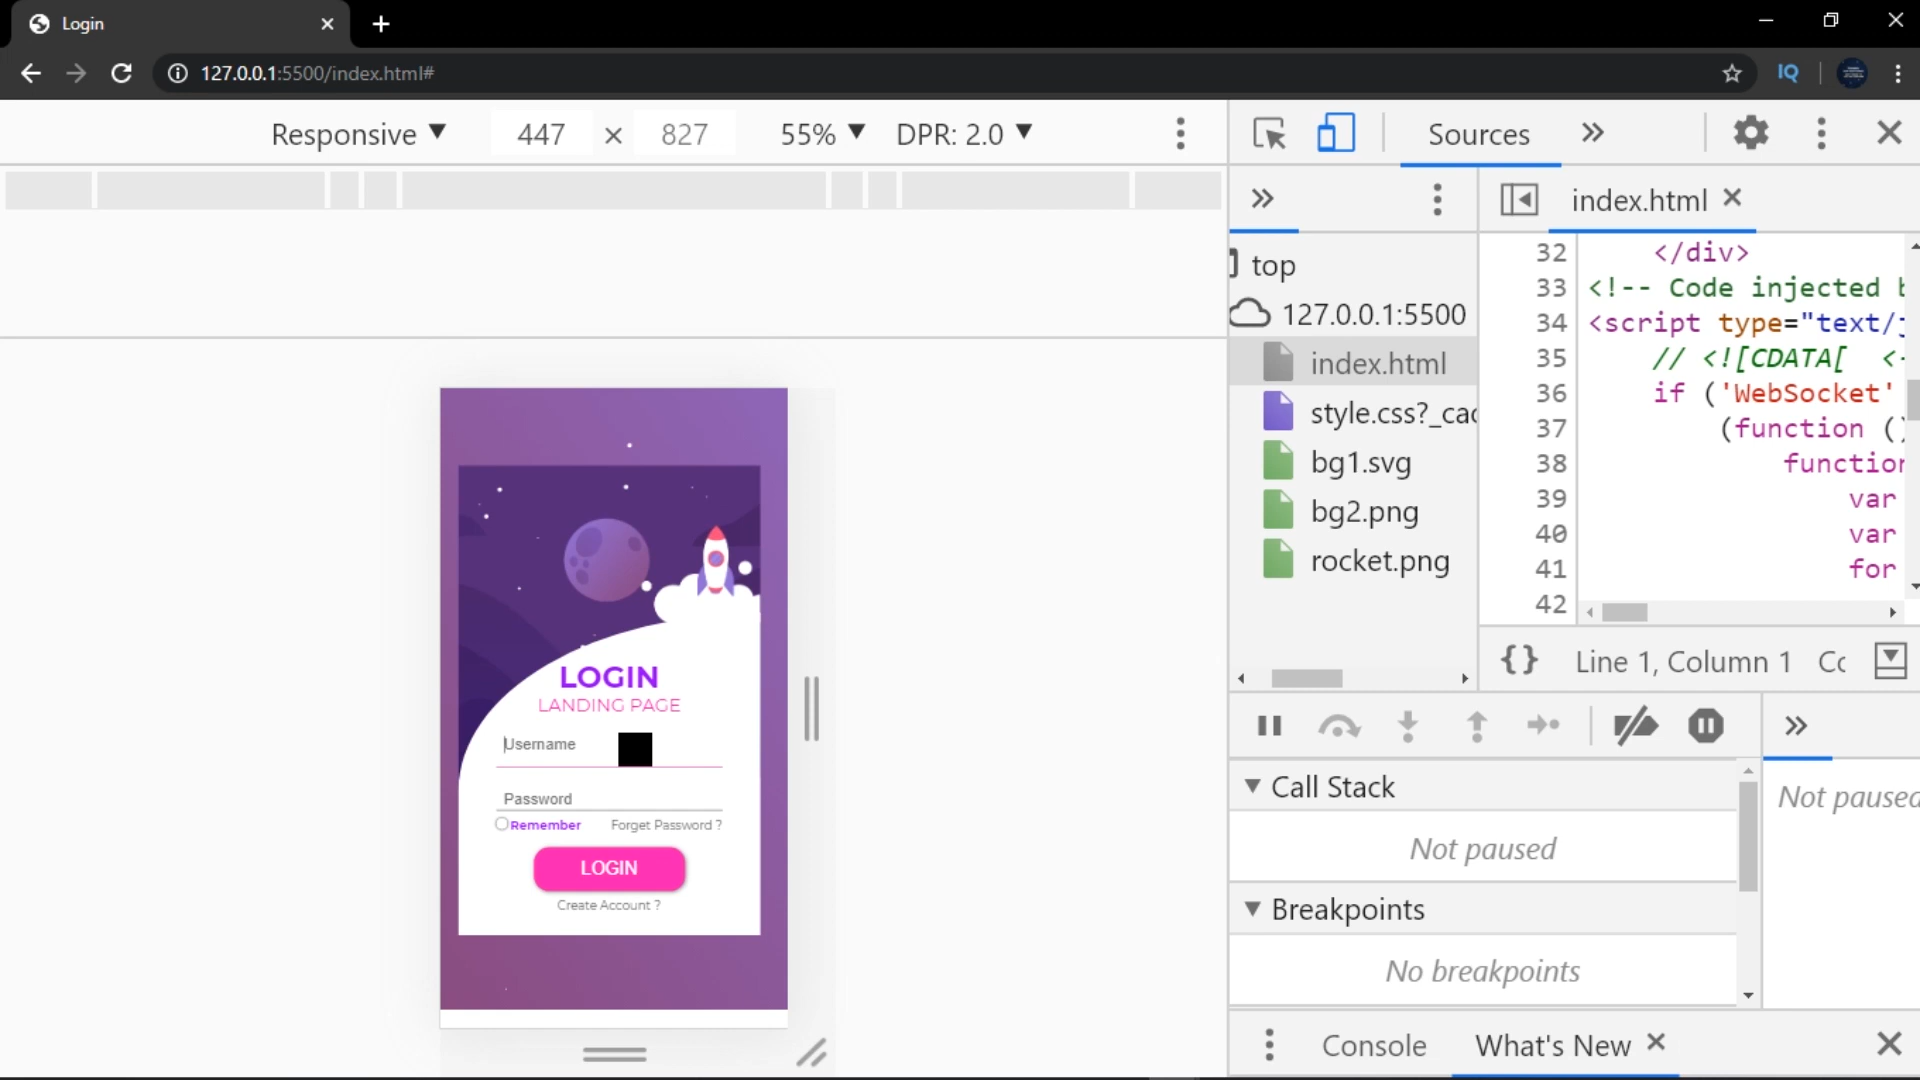 Login
127.0.0.1:5500/index.html#
IQ
Responsive
447 × 827
55%
DPR: 2.0
Sources
index.html
top
127.0.0.1:5500
index.html
style.css?_cac
bg1.svg
bg2.png
rocket.png
32 </div>
33 <!-- Code injected b
34 <script type="text/j
35 // <![CDATA[ <-
36 if ('WebSocket'
37 (function ()
38 function
39 var
40 var
41 for
42
{} Line 1, Column 1 Co
LOGIN
LANDING PAGE
Username
Password
Remember
Forget Password ?
LOGIN
Create Account ?
Call Stack
Not paused
Breakpoints
No breakpoints
Not paused
Console
What's New